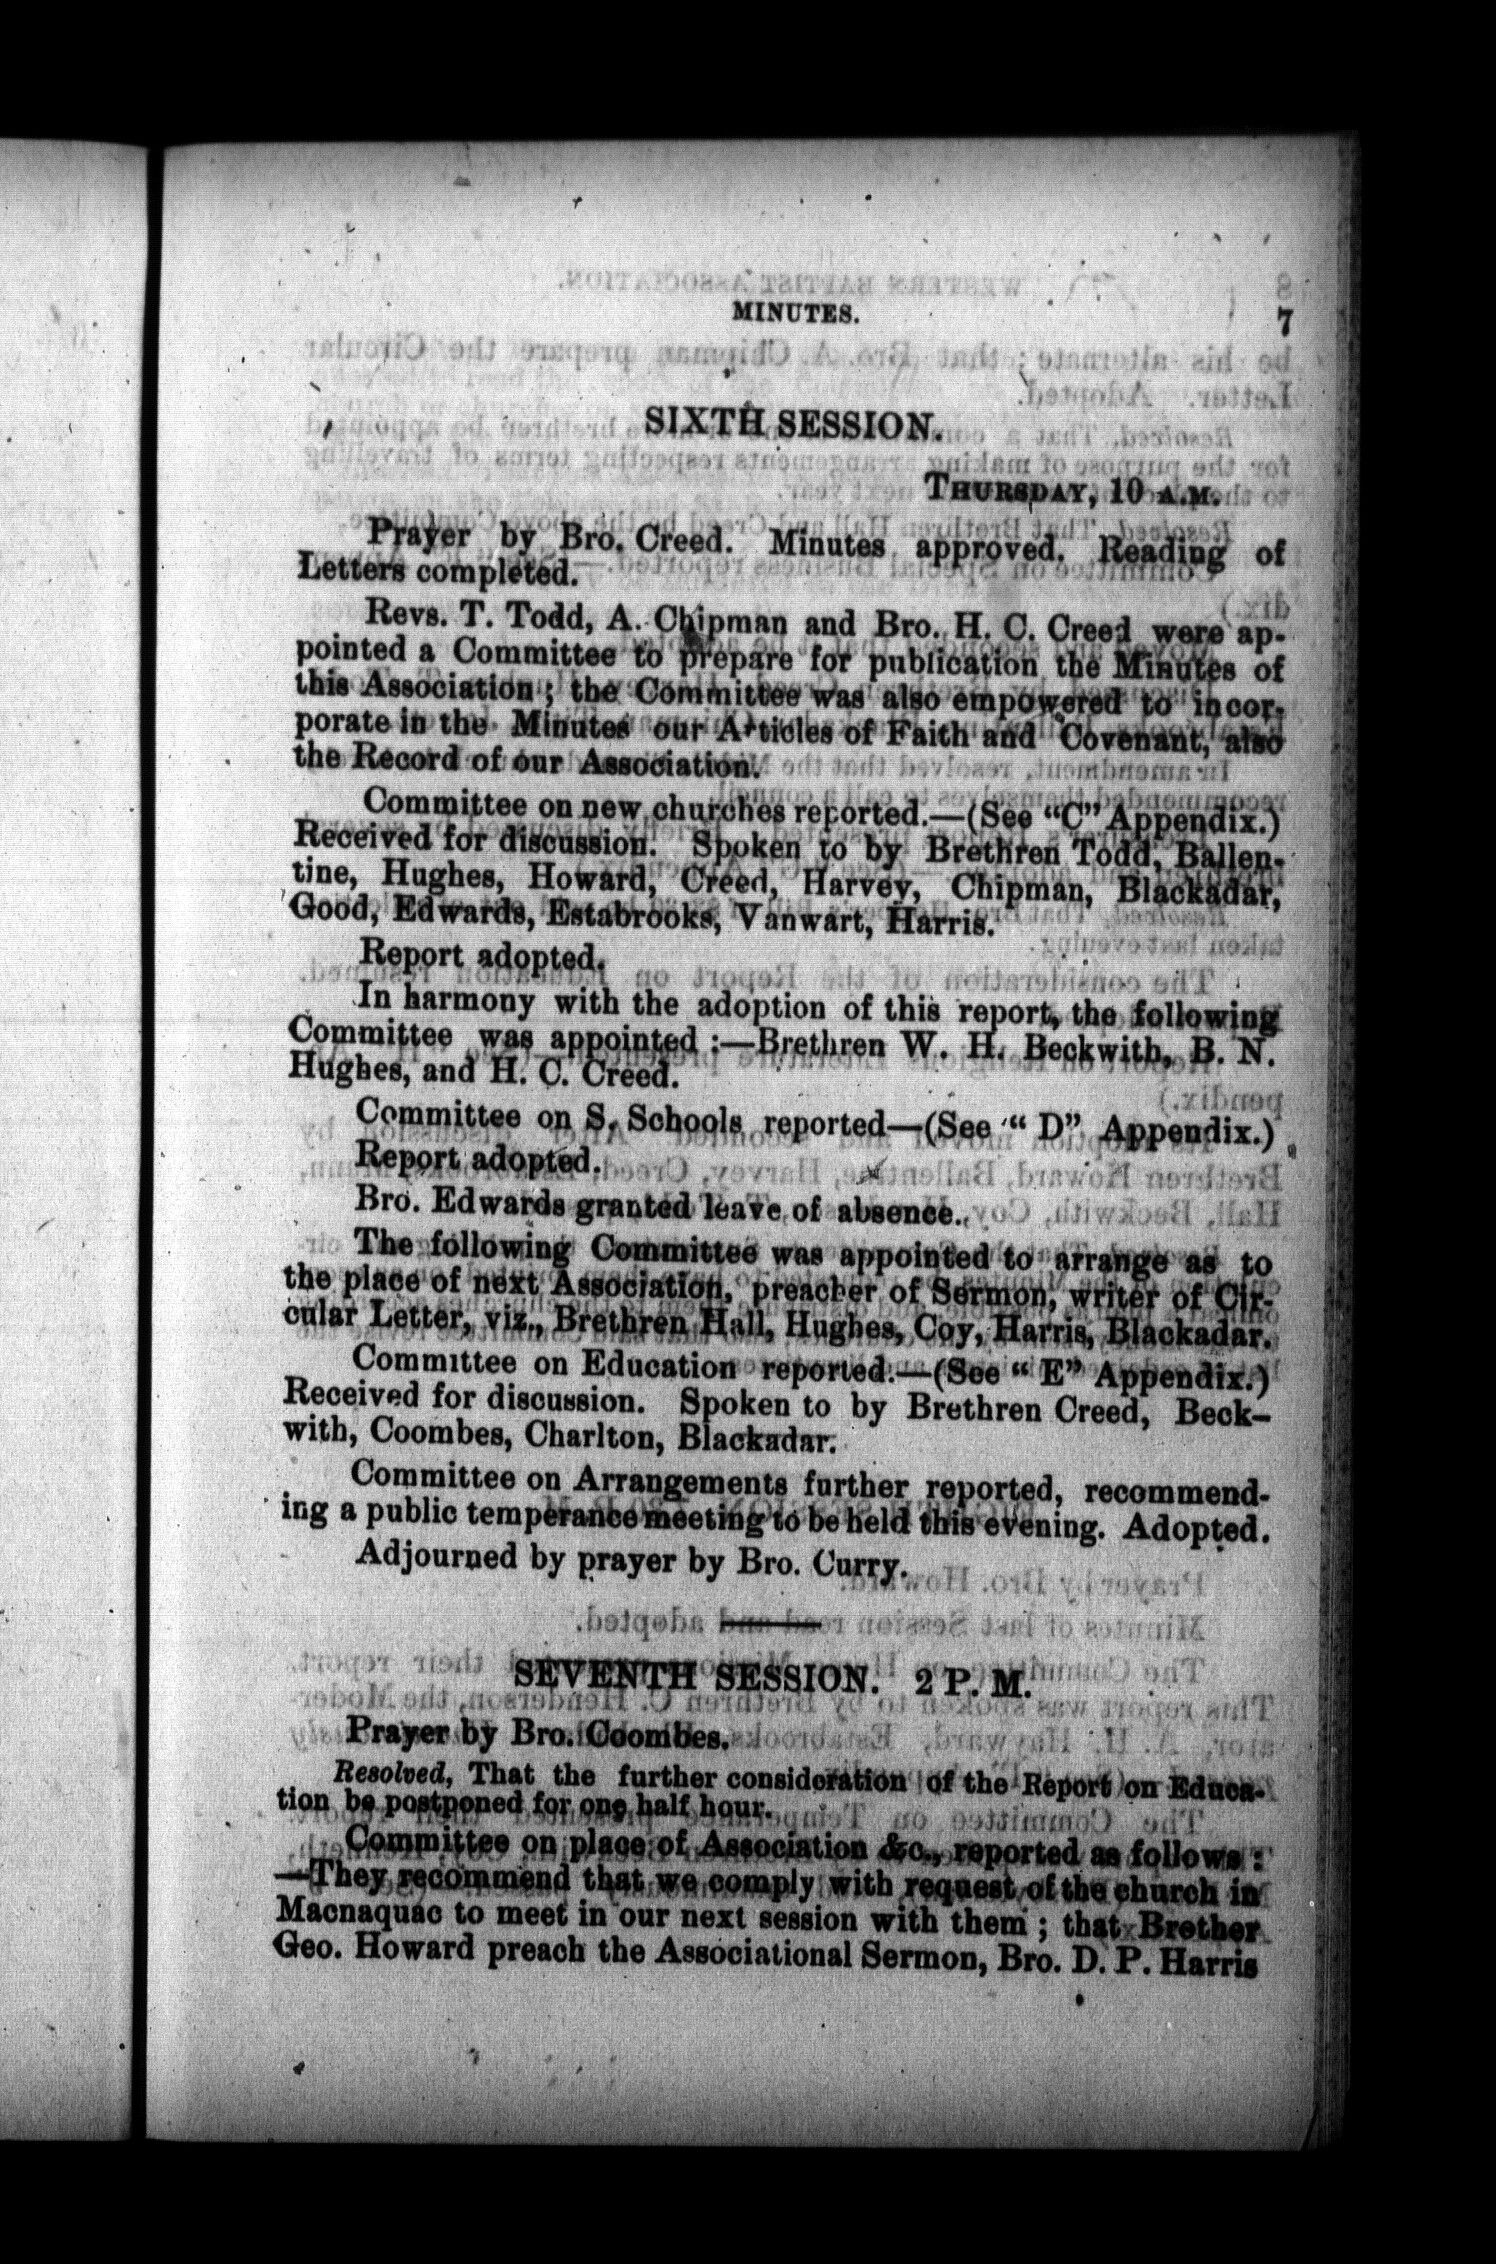 MINUTES.
7
SIXTH SESSION.
THURSDAY, 10 A.M.
Prayer by Bro. Creed. Minutes approved. Reading of
Letters completed.
Revs. T. Todd, A. Chipman and Bro. H. C. Creed were ap-
pointed a Committee to prepare for publication the Minutes of
this Association ; the Committee was also empowered to incor-
porate in the Minutes our Articles of Faith and Covenant, also
the Record of our Association.
Committee on new churches reported.—(See “C” Appendix.)
Received for discussion. Spoken to by Brethren Todd, Ballen-
tine, Hughes, Howard, Creed, Harvey, Chipman, Blackadar,
Good, Edwards, Estabrooks, Vanwart, Harris.
Report adopted.
In harmony with the adoption of this report, the following
Committee was appointed :—Brethren W. H. Beckwith, B. N.
Hughes, and H. C. Creed.
Committee on S. Schools reported—(See “ D” Appendix.)
Report adopted.
Bro. Edwards granted leave of absence.
The following Committee was appointed to arrange as to
the place of next Association, preacher of Sermon, writer of Cir-
cular Letter, viz., Brethren Hall, Hughes, Coy, Harris, Blackadar.
Committee on Education reported.—(See “ E” Appendix.)
Received for discussion. Spoken to by Brethren Creed, Beck-
with, Coombes, Charlton, Blackadar.
Committee on Arrangements further reported, recommend-
ing a public temperance meeting to be held this evening. Adopted.
Adjourned by prayer by Bro. Curry.
SEVENTH SESSION. 2 P. M.
Prayer by Bro. Coombes.
Resolved, That the further consideration of the Report on Educa-
tion be postponed for one half hour.
Committee on place of Association &c., reported as follows :
—They recommend that we comply with request of the church in
Macnaquac to meet in our next session with them ; that Brether
Geo. Howard preach the Associational Sermon, Bro. D. P. Harris